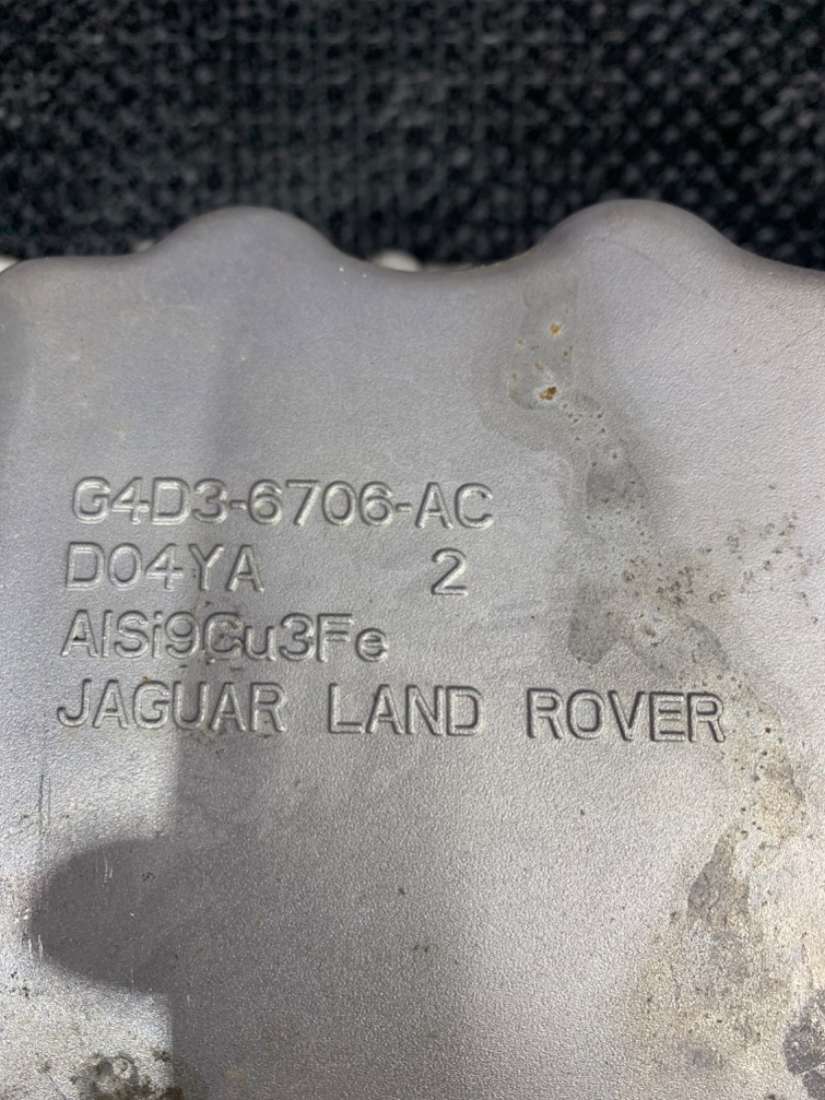 G4D3-6706-AC
D04YA 2
AlSi9Cu3Fe
JAGUAR LAND ROVER